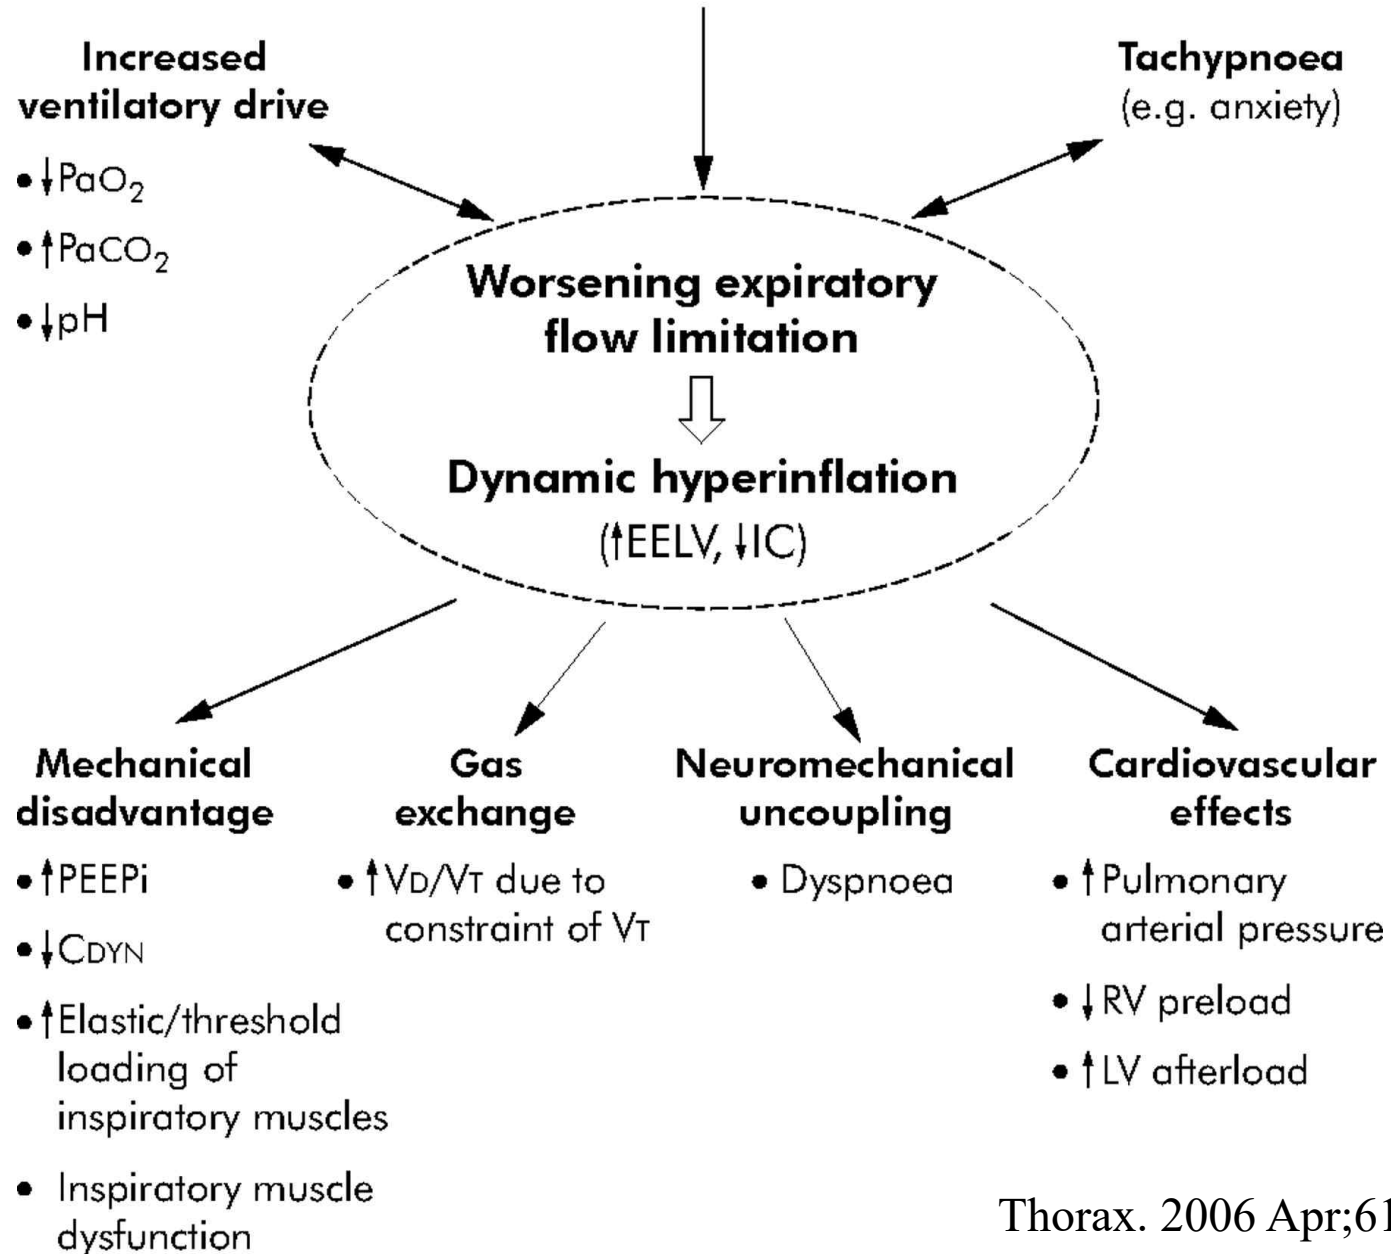 Increased
ventilatory drive
• ↓PaO₂
• ↑PaCO₂
• ↓pH
Tachypnoea
(e.g. anxiety)
Worsening expiratory
flow limitation
Dynamic hyperinflation
(↑EELV, ↓IC)
Mechanical
disadvantage
• ↑PEEPi
• ↓CDYN
• ↑Elastic/threshold
loading of
inspiratory muscles
• Inspiratory muscle
dysfunction
Gas
exchange
• ↑VD/VT due to
constraint of VT
Neuromechanical
uncoupling
• Dyspnoea
Cardiovascular
effects
• ↑Pulmonary
arterial pressure
• ↓RV preload
• ↑LV afterload
Thorax. 2006 Apr;61